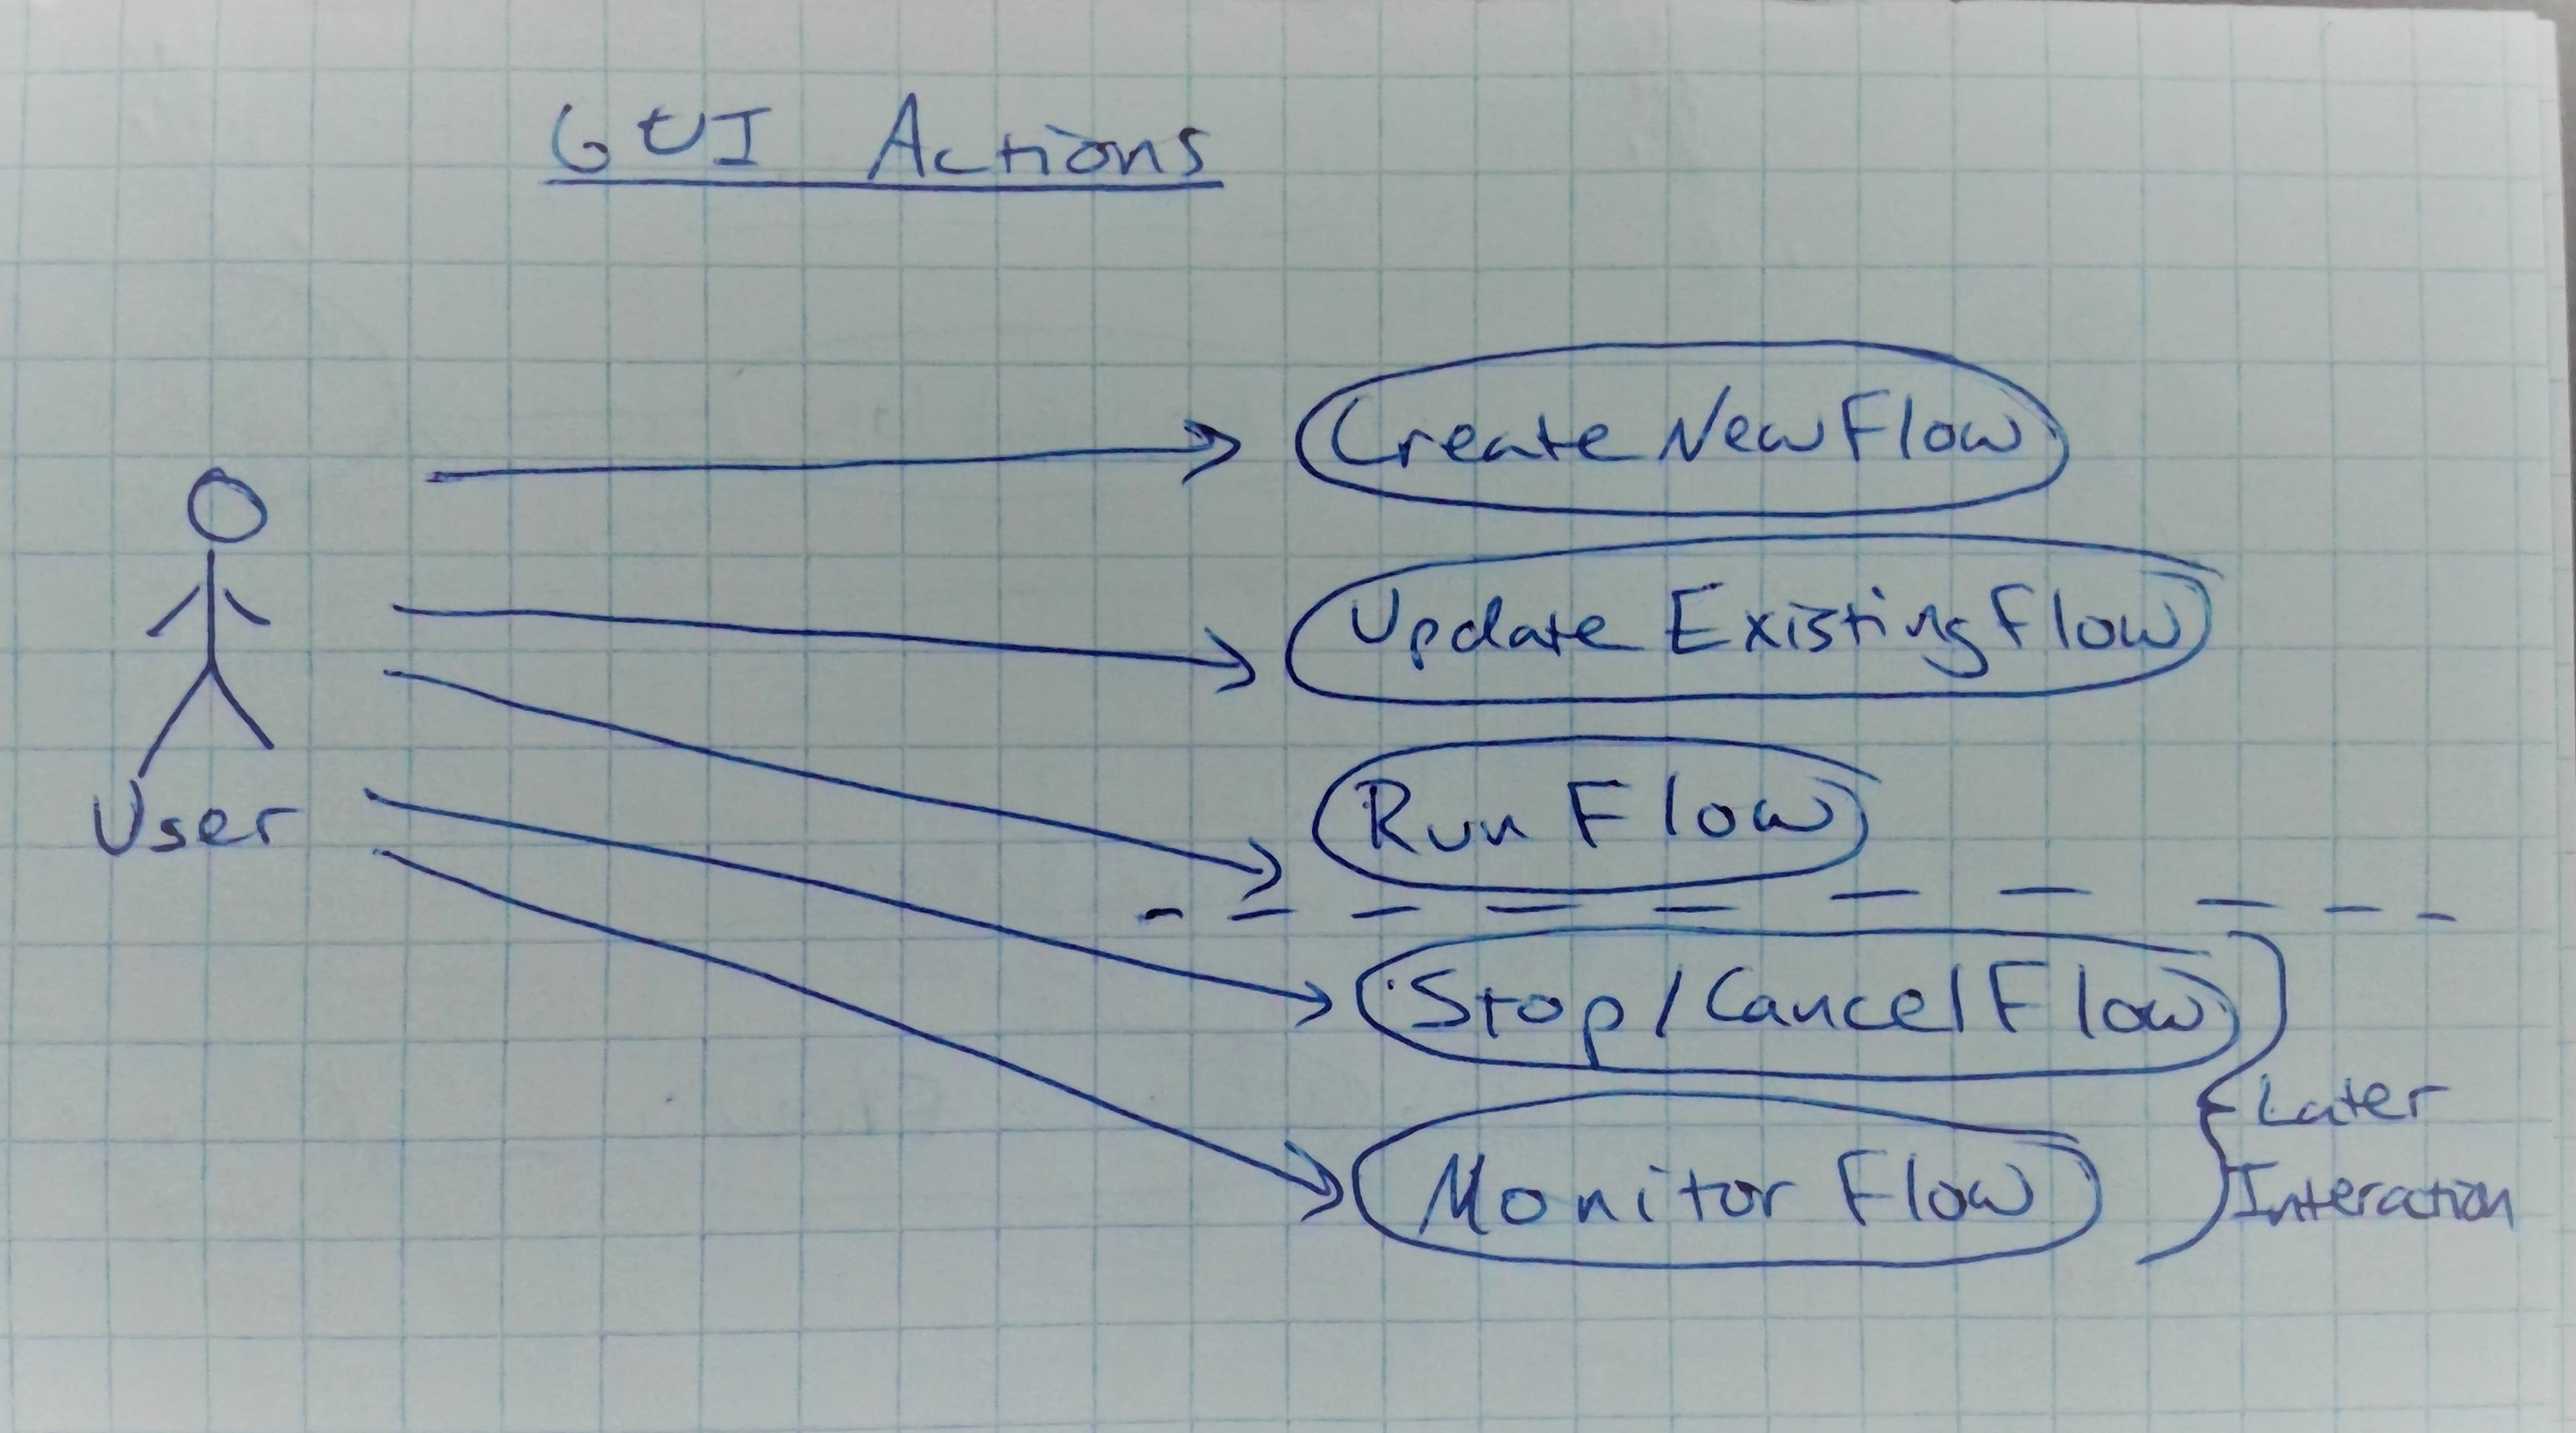 GUI Actions
Create New Flow
Update Existing Flow
Run Flow
User
Stop/Cancel Flow
Later
Interaction
Monitor Flow